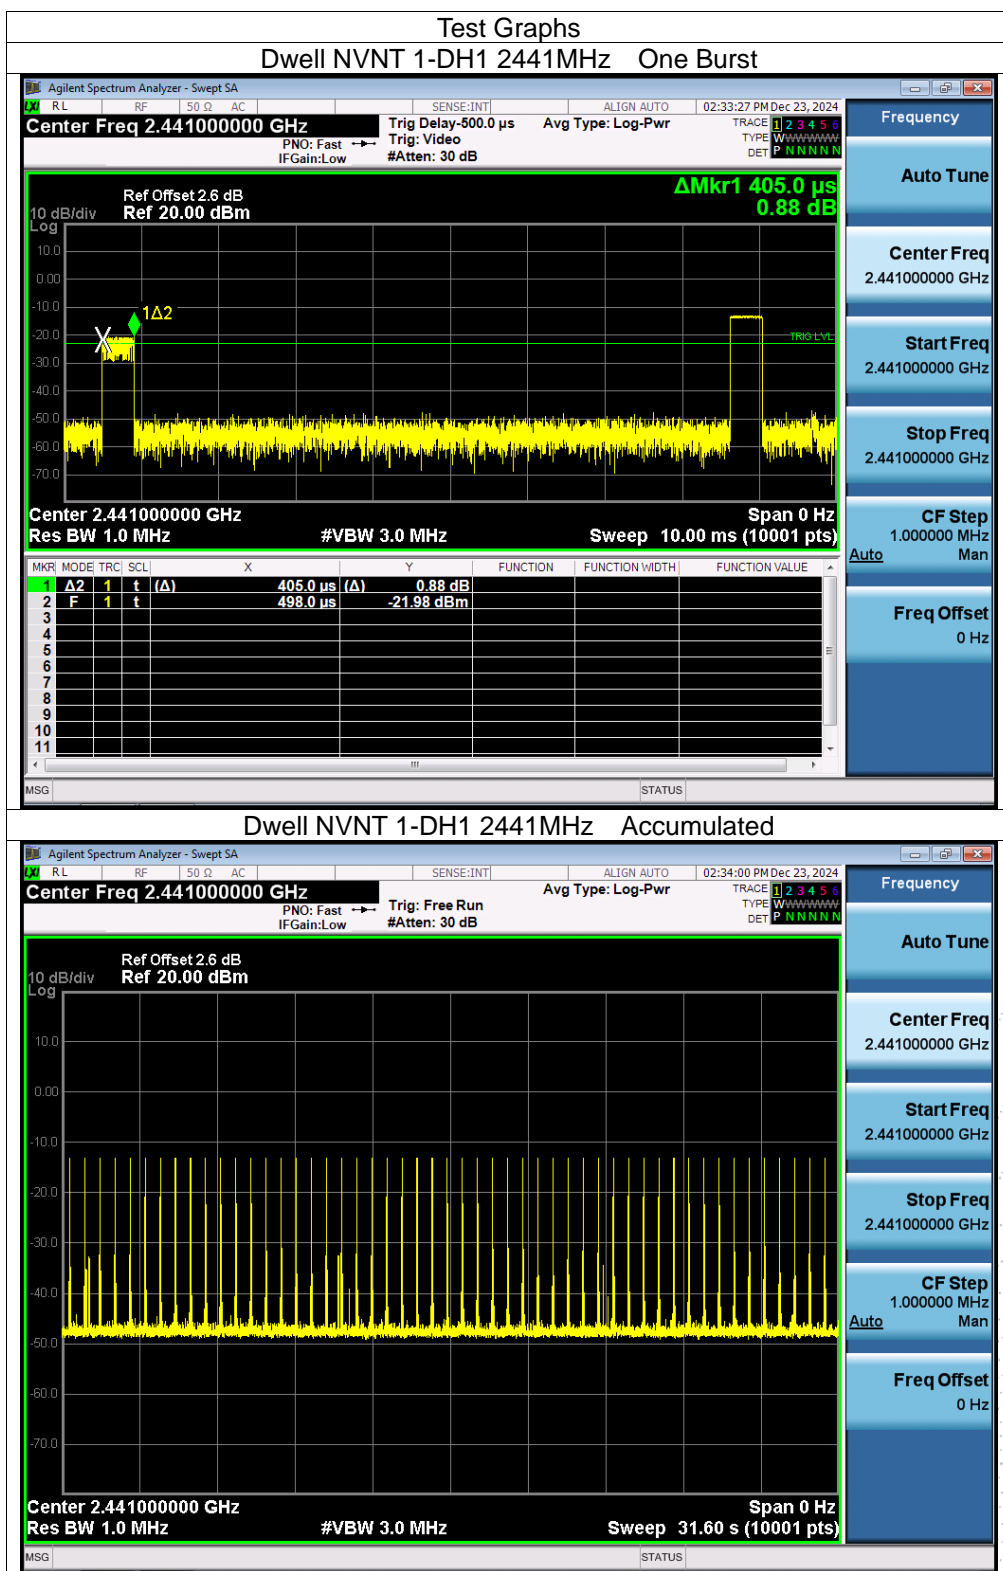 Test Graphs
Dwell NVNT 1-DH1 2441MHz One Burst
Agilent Spectrum Analyzer - Swept SA
LXI RL RF 50 Ω AC SENSE:INT ALIGN AUTO 02:33:27 PM Dec 23, 2024
Center Freq 2.441000000 GHz Trig Delay-500.0 µs Avg Type: Log-Pwr TRACE 1 2 3 4 5 6
PNO: Fast Trig: Video TYPE WWWWWWW
IFGain:Low #Atten: 30 dB DET P N N N N N
ΔMkr1 405.0 µs
0.88 dB
Ref Offset 2.6 dB
10 dB/div Ref 20.00 dBm
Log
10.0
0.00
-10.0
1Δ2
-20.0
TRIG LVL
-30.0
-40.0
-50.0
-60.0
-70.0
Center 2.441000000 GHz Span 0 Hz
Res BW 1.0 MHz #VBW 3.0 MHz Sweep 10.00 ms (10001 pts)
MKR MODE TRC SCL X Y FUNCTION FUNCTION WIDTH FUNCTION VALUE
1 Δ2 1 t (Δ) 405.0 µs (Δ) 0.88 dB
2 F 1 t 498.0 µs -21.98 dBm
3
4
5
6
7
8
9
10
11
MSG STATUS
Frequency
Auto Tune
Center Freq
2.441000000 GHz
Start Freq
2.441000000 GHz
Stop Freq
2.441000000 GHz
CF Step
1.000000 MHz
Auto Man
Freq Offset
0 Hz
Dwell NVNT 1-DH1 2441MHz Accumulated
Agilent Spectrum Analyzer - Swept SA
LXI RL RF 50 Ω AC SENSE:INT ALIGN AUTO 02:34:00 PM Dec 23, 2024
Center Freq 2.441000000 GHz Avg Type: Log-Pwr TRACE 1 2 3 4 5 6
PNO: Fast Trig: Free Run TYPE WWWWWWW
IFGain:Low #Atten: 30 dB DET P N N N N N
Ref Offset 2.6 dB
10 dB/div Ref 20.00 dBm
Log
10.0
0.00
-10.0
-20.0
-30.0
-40.0
-50.0
-60.0
-70.0
Center 2.441000000 GHz Span 0 Hz
Res BW 1.0 MHz #VBW 3.0 MHz Sweep 31.60 s (10001 pts)
MSG STATUS
Frequency
Auto Tune
Center Freq
2.441000000 GHz
Start Freq
2.441000000 GHz
Stop Freq
2.441000000 GHz
CF Step
1.000000 MHz
Auto Man
Freq Offset
0 Hz